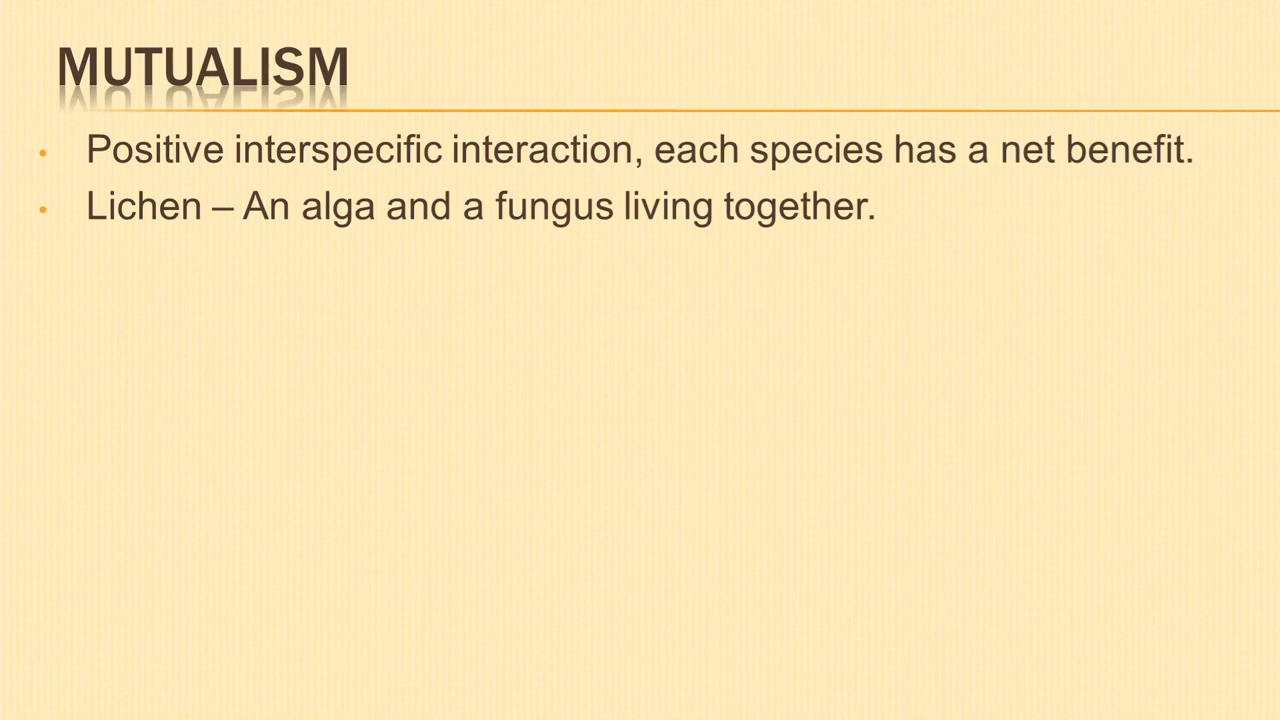 MUTUALISM
• Positive interspecific interaction, each species has a net benefit.
• Lichen – An alga and a fungus living together.